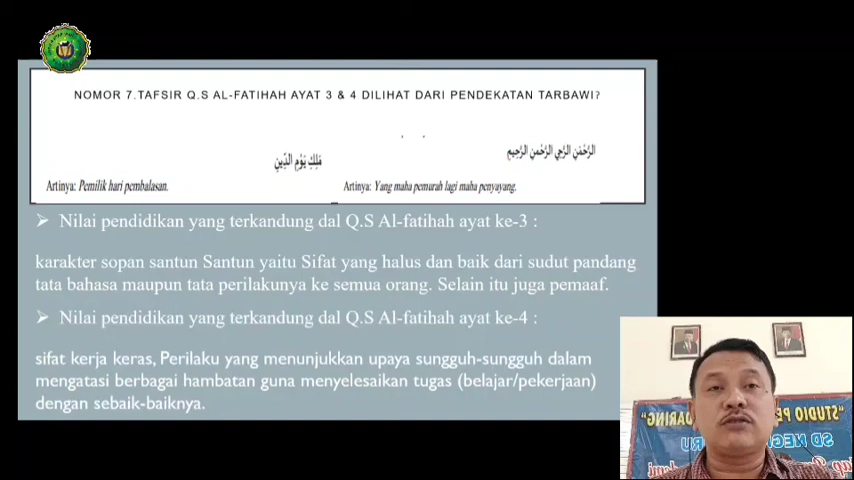 NOMOR 7.TAFSIR Q.S AL-FATIHAH AYAT 3 & 4 DILIHAT DARI PENDEKATAN TARBAWI?
الرَّحْمٰنِ الرَّحِيْمِ
مٰلِكِ يَوْمِ الدِّيْنِ
Artinya: Pemilik hari pembalasan.
Artinya: Yang maha pemurah lagi maha penyayang.
➢ Nilai pendidikan yang terkandung dal Q.S Al-fatihah ayat ke-3 :
karakter sopan santun Santun yaitu Sifat yang halus dan baik dari sudut pandang
tata bahasa maupun tata perilakunya ke semua orang. Selain itu juga pemaaf.
➢ Nilai pendidikan yang terkandung dal Q.S Al-fatihah ayat ke-4 :
sifat kerja keras, Perilaku yang menunjukkan upaya sungguh-sungguh dalam
mengatasi berbagai hambatan guna menyelesaikan tugas (belajar/pekerjaan)
dengan sebaik-baiknya.
"STUDIO PE DARING"
SD NEG RU